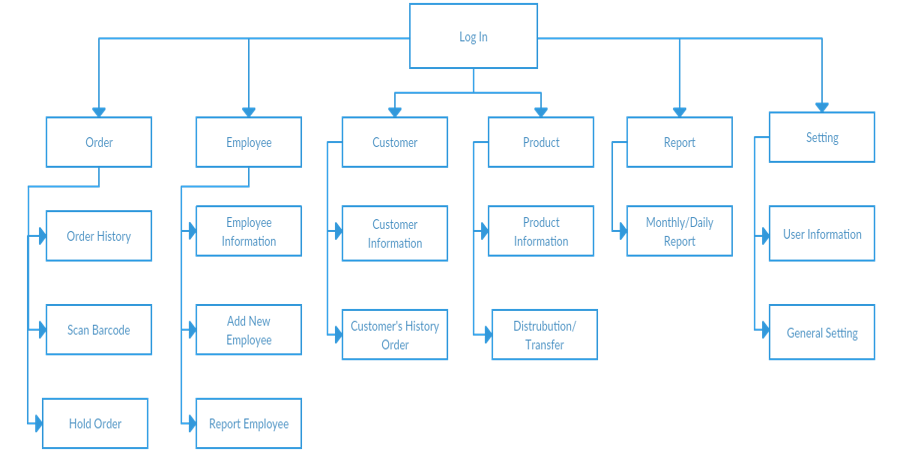 Log In
Order
Employee
Customer
Product
Report
Setting
Order History
Employee
Information
Customer
Information
Product
Information
Monthly/Daily
Report
User Information
Scan Barcode
Add New
Employee
Customer's History
Order
Distrubution/
Transfer
General Setting
Hold Order
Report Employee